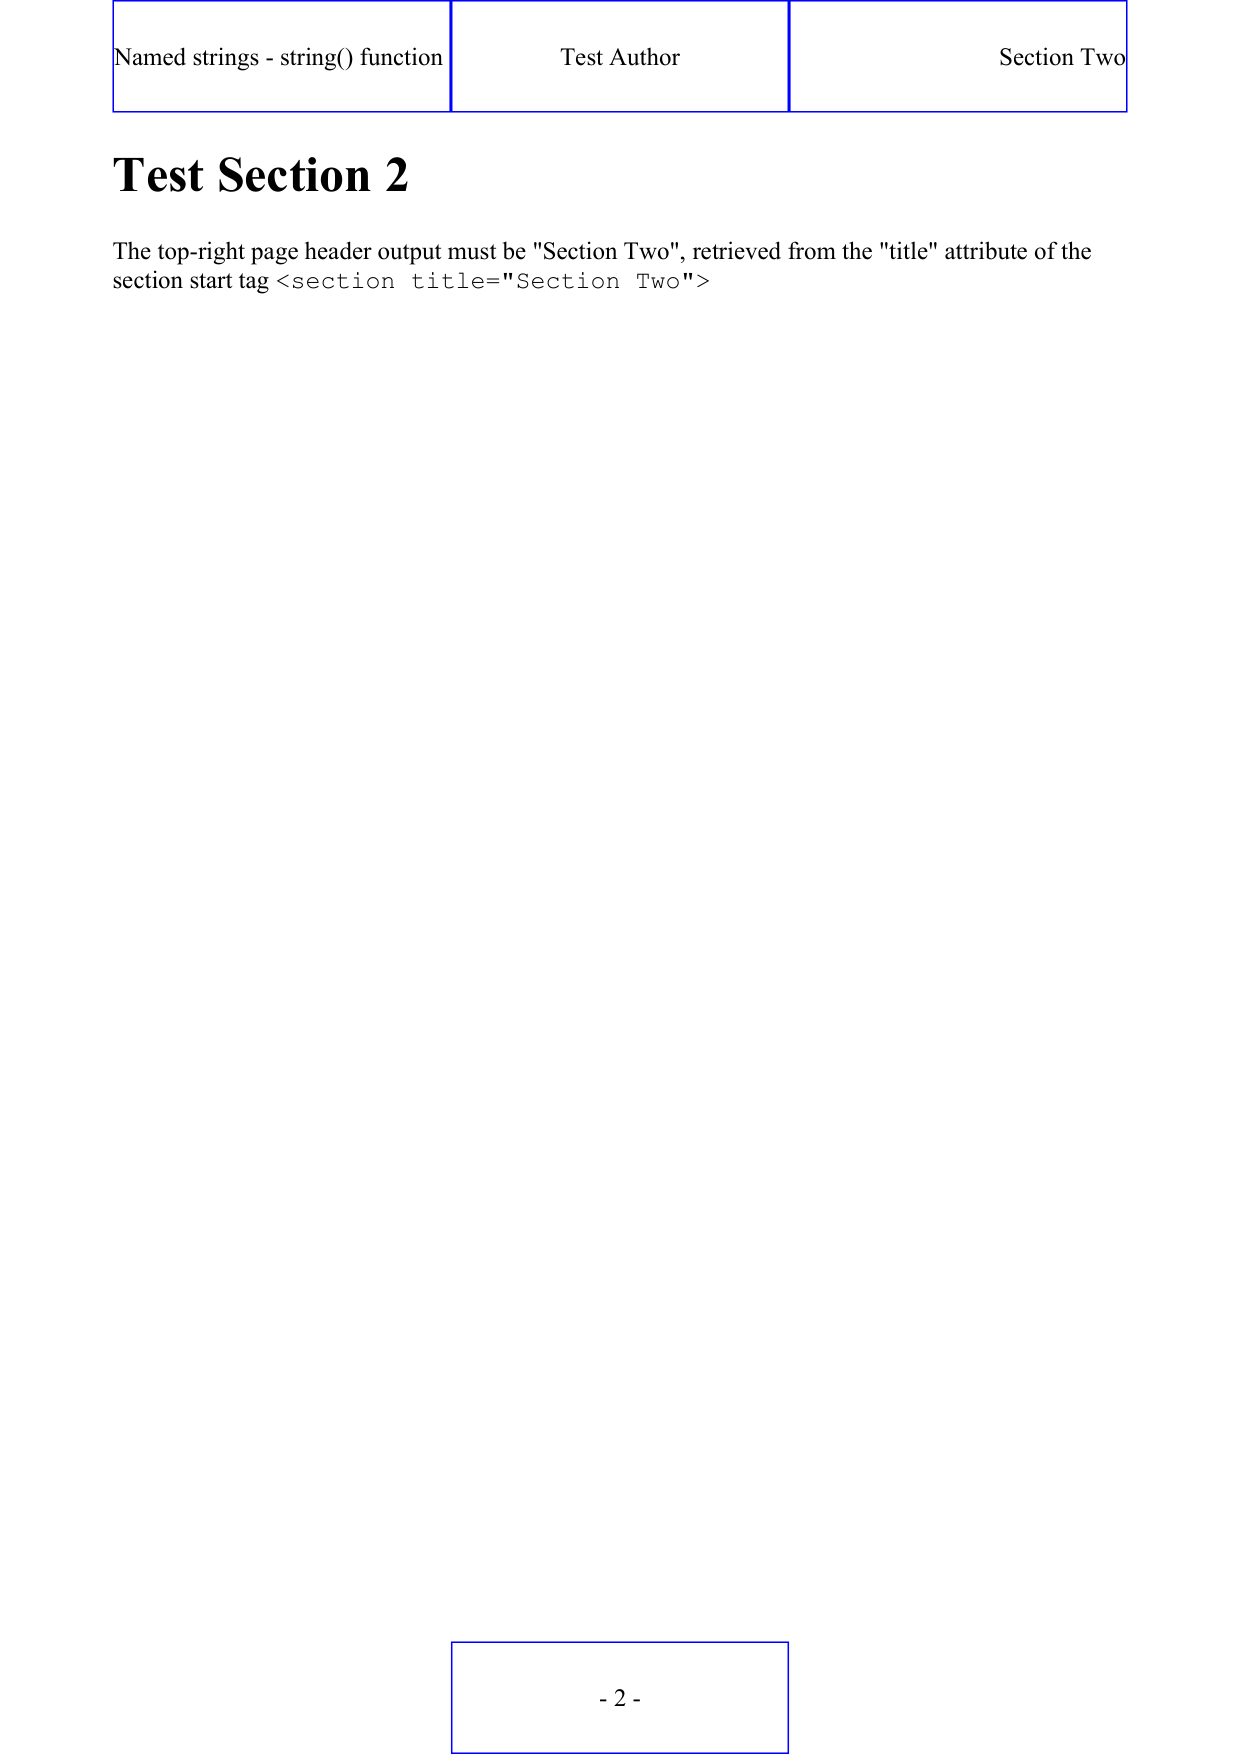 Named strings - string() function
Test Author
Section Two
Test Section 2
The top-right page header output must be "Section Two", retrieved from the "title" attribute of the
section start tag <section title="Section Two">
- 2 -